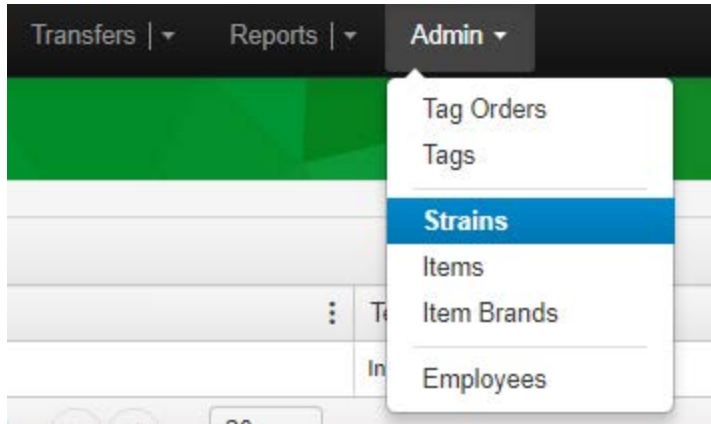 Transfers | Reports | Admin
Tag Orders
Tags
Strains
Items
Item Brands
Employees